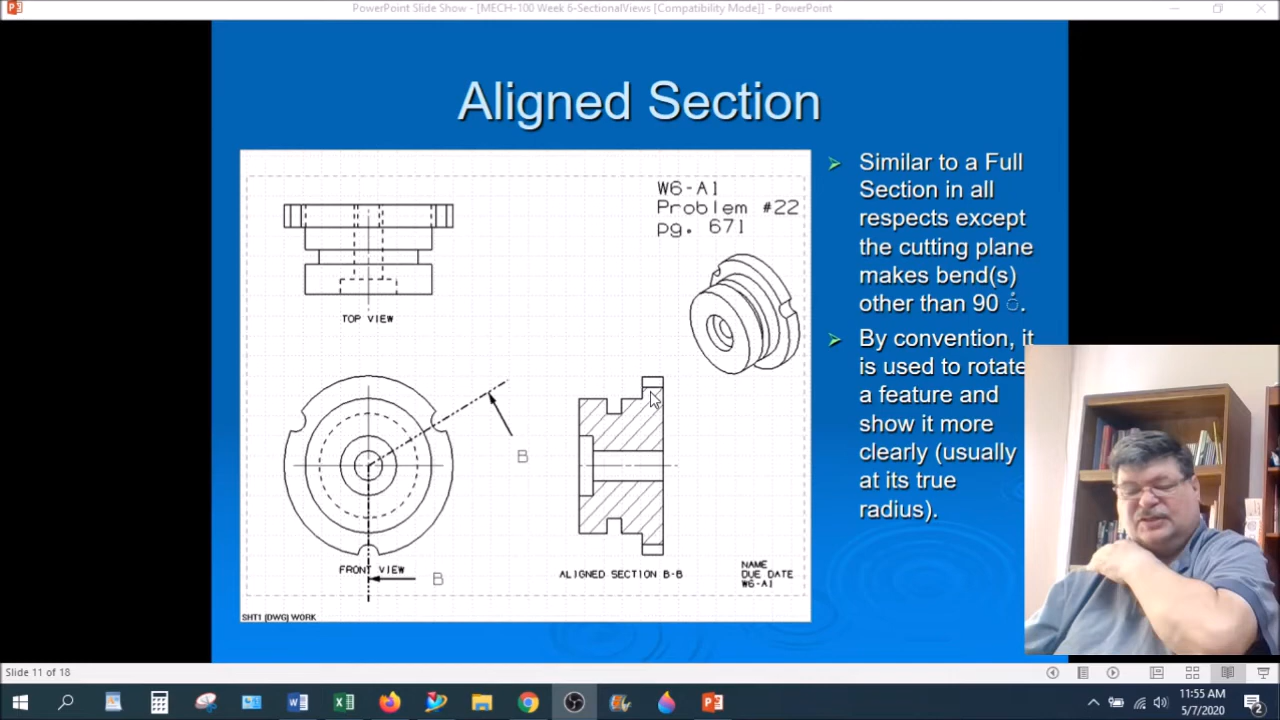 PowerPoint Slide Show - [MECH-100 Week 6-SectionalViews [Compatibility Mode]] - PowerPoint
Aligned Section
W6-A1
Problem #22
pg. 671
TOP VIEW
B
FRONT VIEW
B
ALIGNED SECTION B-B
NAME
DUE DATE
W6-A1
SHT1 [DWG] WORK
Similar to a Full
Section in all
respects except
the cutting plane
makes bend(s)
other than 90 ం.
By convention, it
is used to rotate
a feature and
show it more
clearly (usually
at its true
radius).
Slide 11 of 18
11:55 AM
5/7/2020
2